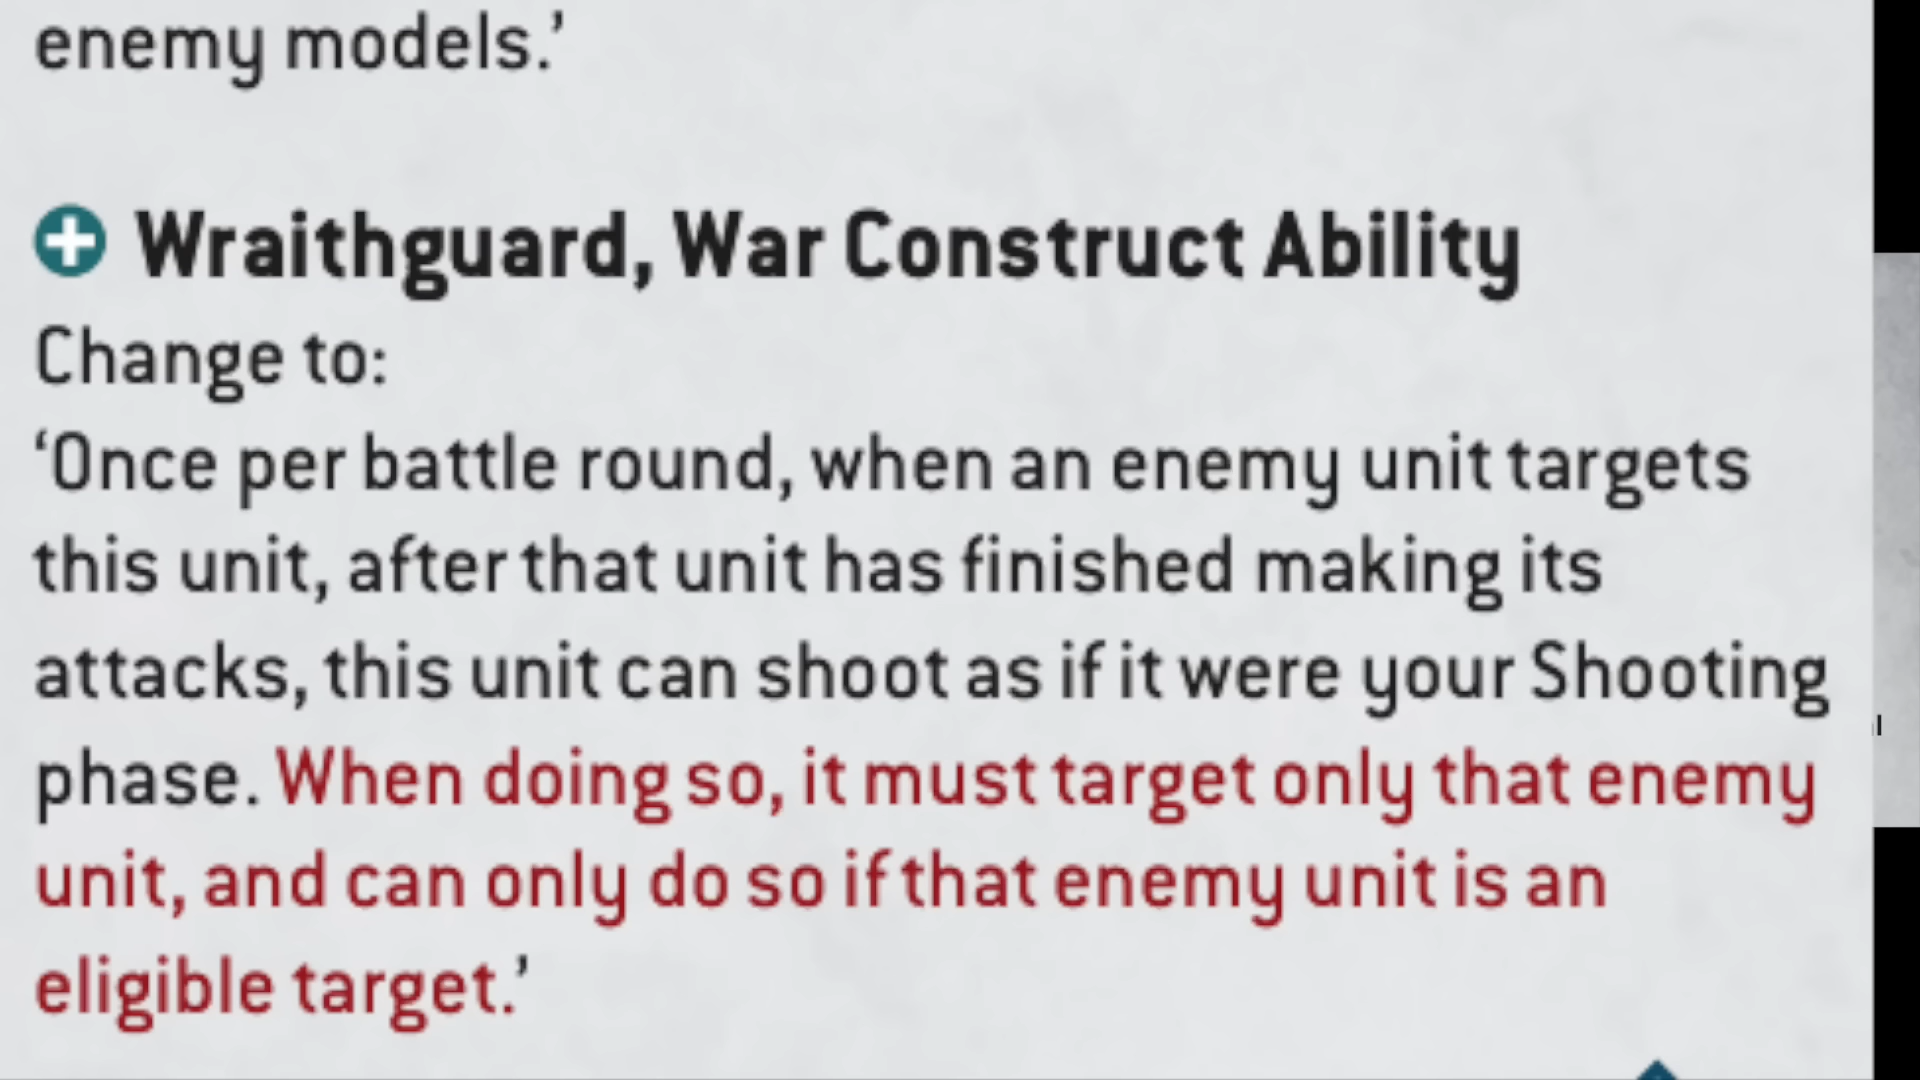 enemy models.’
Wraithguard, War Construct Ability
Change to:
‘Once per battle round, when an enemy unit targets
this unit, after that unit has finished making its
attacks, this unit can shoot as if it were your Shooting
phase. When doing so, it must target only that enemy
unit, and can only do so if that enemy unit is an
eligible target.’